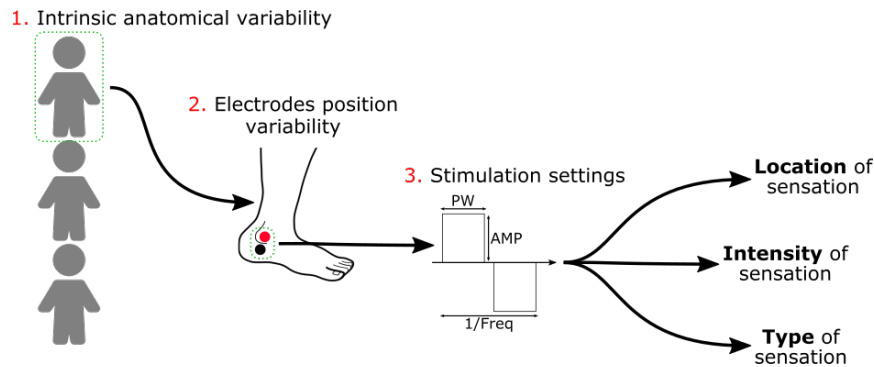 1. Intrinsic anatomical variability
2. Electrodes position
variability
3. Stimulation settings
PW
AMP
1/Freq
Location of
sensation
Intensity of
sensation
Type of
sensation